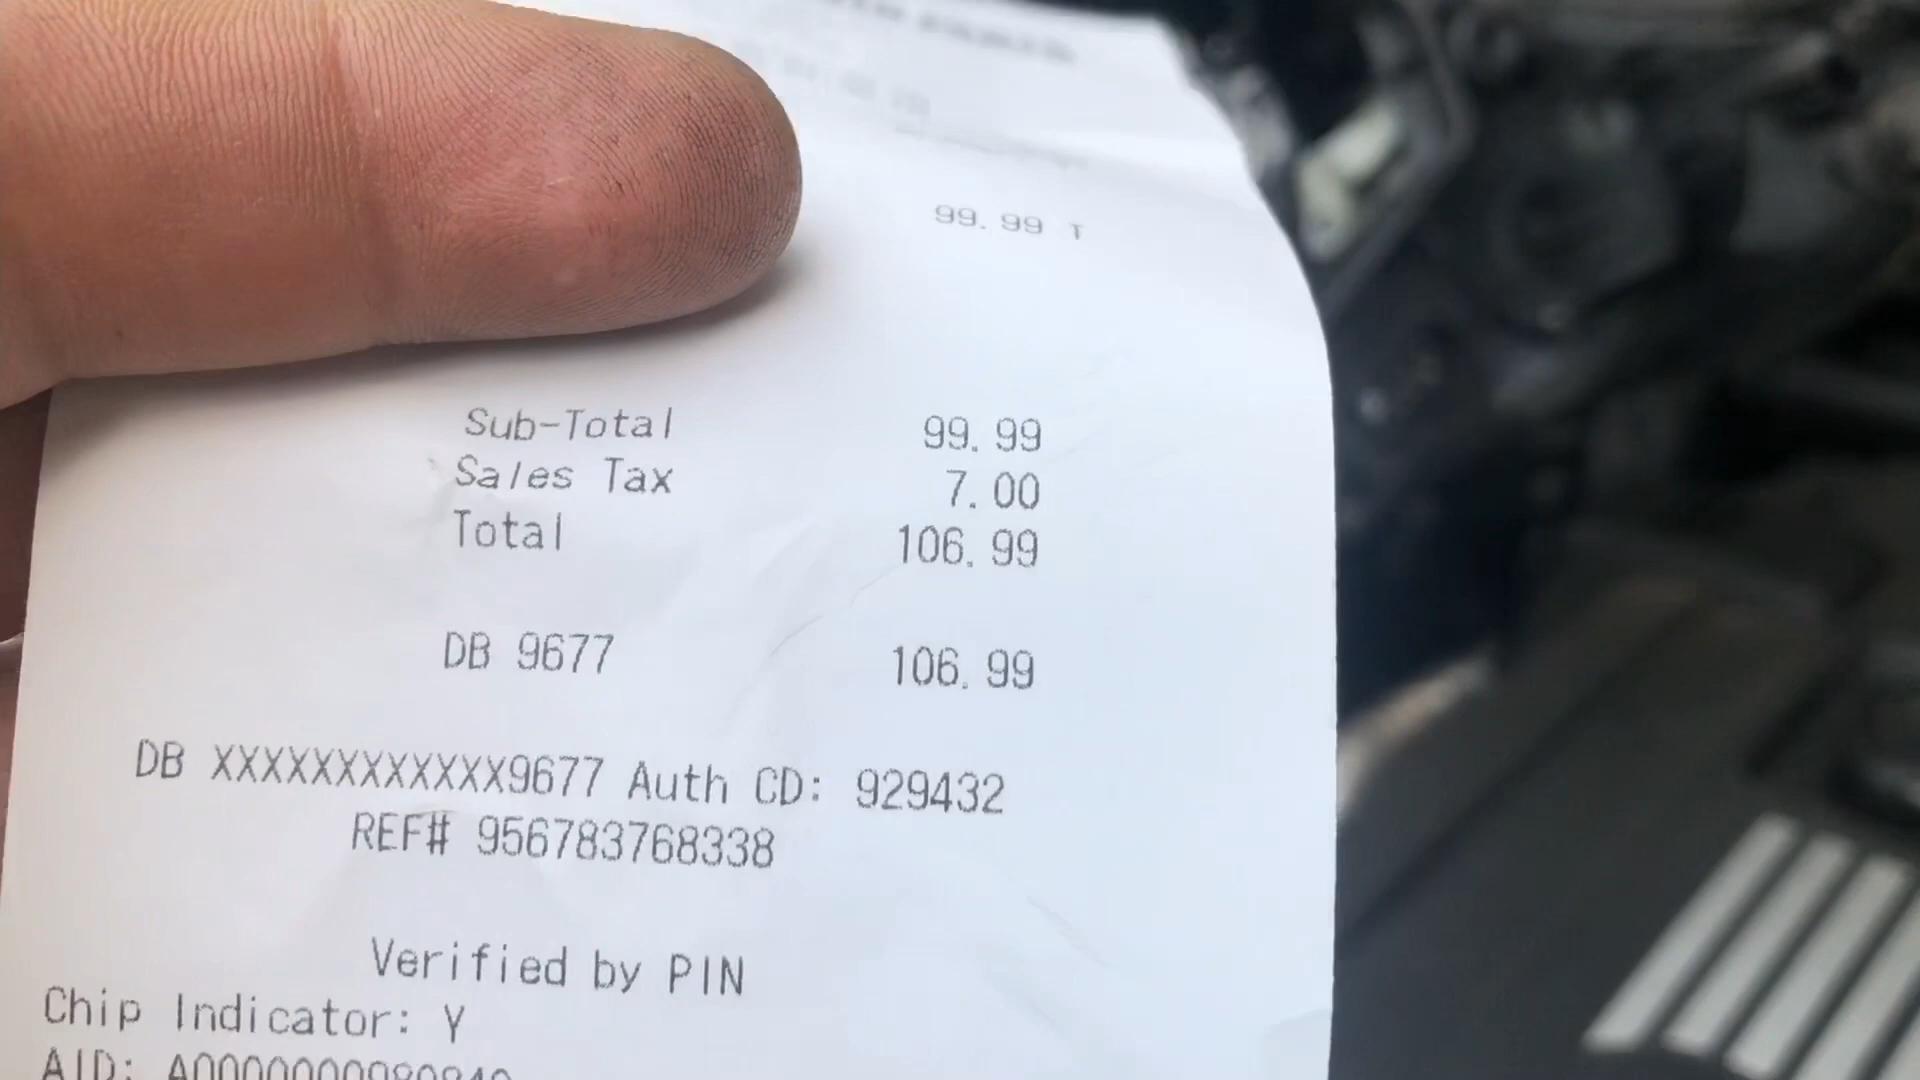 99.99 T
Sub-Total 99.99
Sales Tax 7.00
Total 106.99
DB 9677 106.99
DB XXXXXXXXXXXX9677 Auth CD: 929432
REF# 956783768338
Verified by PIN
Chip Indicator: Y
AID: